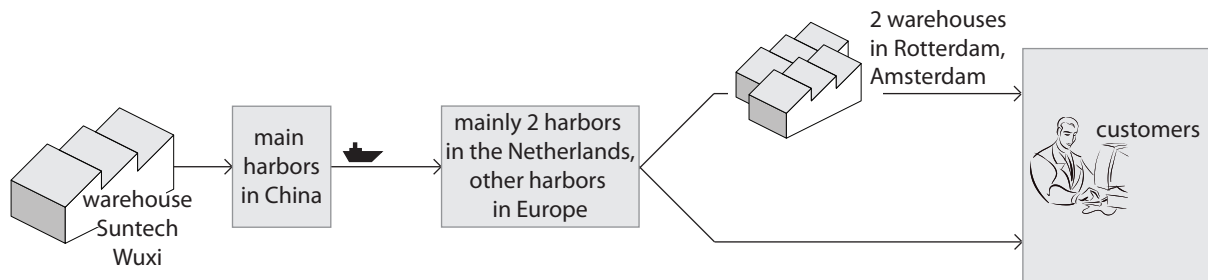 warehouse
Suntech
Wuxi
main
harbors
in China
mainly 2 harbors
in the Netherlands,
other harbors
in Europe
2 warehouses
in Rotterdam,
Amsterdam
customers